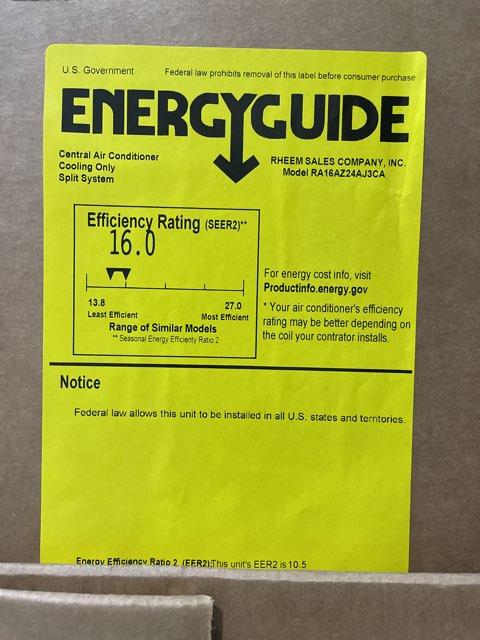 U.S. Government Federal law prohibits removal of this label before consumer purchase
ENERGYGUIDE
Central Air Conditioner
Cooling Only
Split System
RHEEM SALES COMPANY, INC.
Model RA16AZ24AJ3CA
Efficiency Rating (SEER2)**
16.0
13.8 27.0
Least Efficient Most Efficient
Range of Similar Models
** Seasonal Energy Efficienty Ratio 2
For energy cost info, visit
Productinfo.energy.gov
* Your air conditioner's efficiency
rating may be better depending on
the coil your contrator installs.
Notice
Federal law allows this unit to be installed in all U.S. states and territories.
Energy Efficiency Ratio 2 (EER2):This unit's EER2 is 10.5